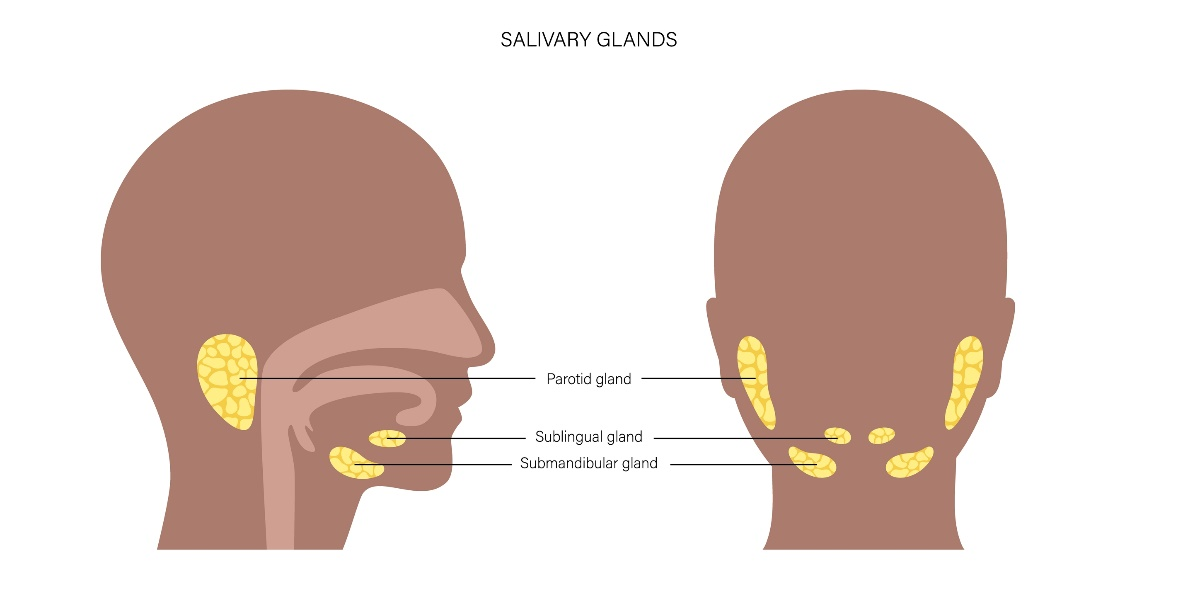 SALIVARY GLANDS
Parotid gland
Sublingual gland
Submandibular gland